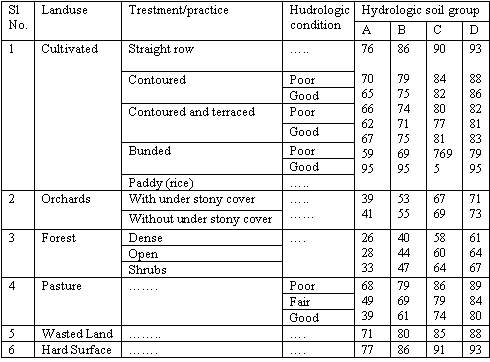 Sl No. Landuse Trestment/practice Hudrologic condition Hydrologic soil group
A B C D
1 Cultivated Straight row ..... 76 86 90 93
Contoured Poor 70 79 84 88
Good 65 75 82 86
Contoured and terraced Poor 66 74 80 82
Good 62 71 77 81
67 75 81 83
Bunded Poor 59 69 769 79
Good 95 95 5 95
Paddy (rice) .....
2 Orchards With under stony cover ..... 39 53 67 71
Without under stony cover ...... 41 55 69 73
3 Forest Dense .... 26 40 58 61
Open 28 44 60 64
Shrubs 33 47 64 67
4 Pasture ....... Poor 68 79 86 89
Fair 49 69 79 84
Good 39 61 74 80
5 Wasted Land ........ .... 71 80 85 88
6 Hard Surface ....... .... 77 86 91 93